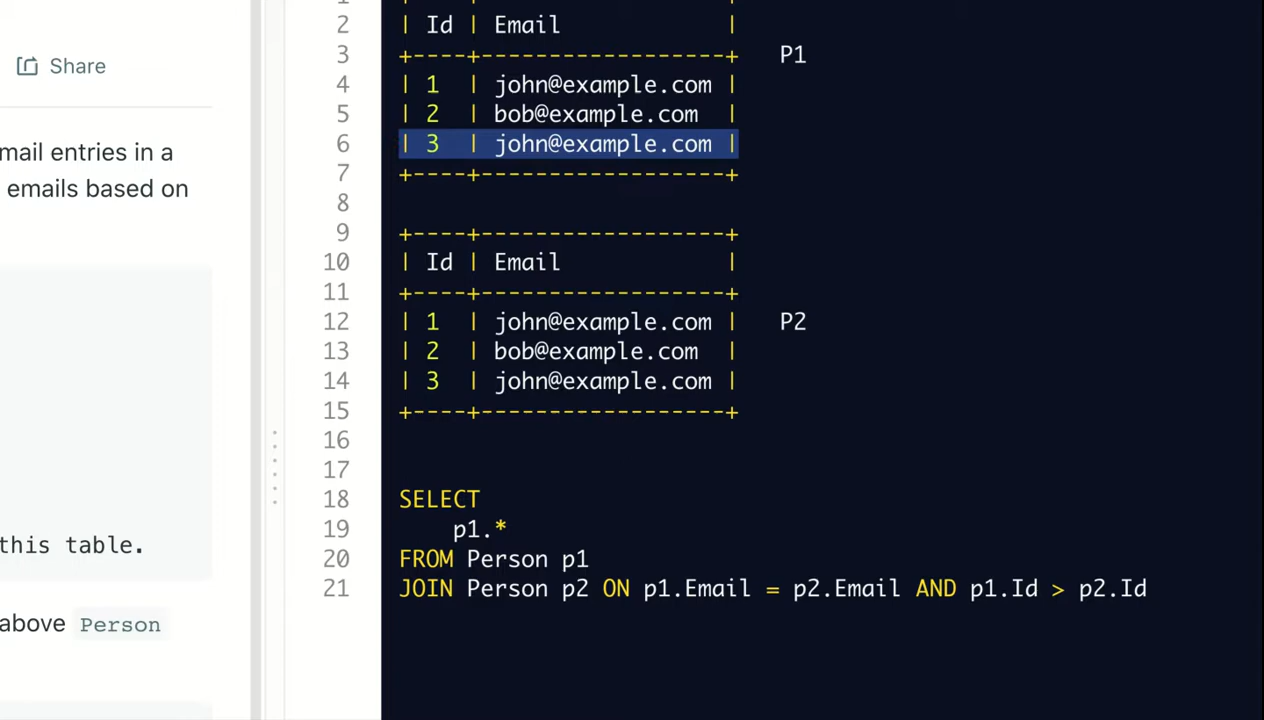 Share
mail entries in a
emails based on
this table.
above Person
2 | Id | Email            |
3 +----+------------------+ P1
4 | 1  | john@example.com |
5 | 2  | bob@example.com  |
6 | 3  | john@example.com |
7 +----+------------------+
8
9 +----+------------------+
10 | Id | Email            |
11 +----+------------------+
12 | 1  | john@example.com | P2
13 | 2  | bob@example.com  |
14 | 3  | john@example.com |
15 +----+------------------+
16
17
18 SELECT
19     p1.*
20 FROM Person p1
21 JOIN Person p2 ON p1.Email = p2.Email AND p1.Id > p2.Id